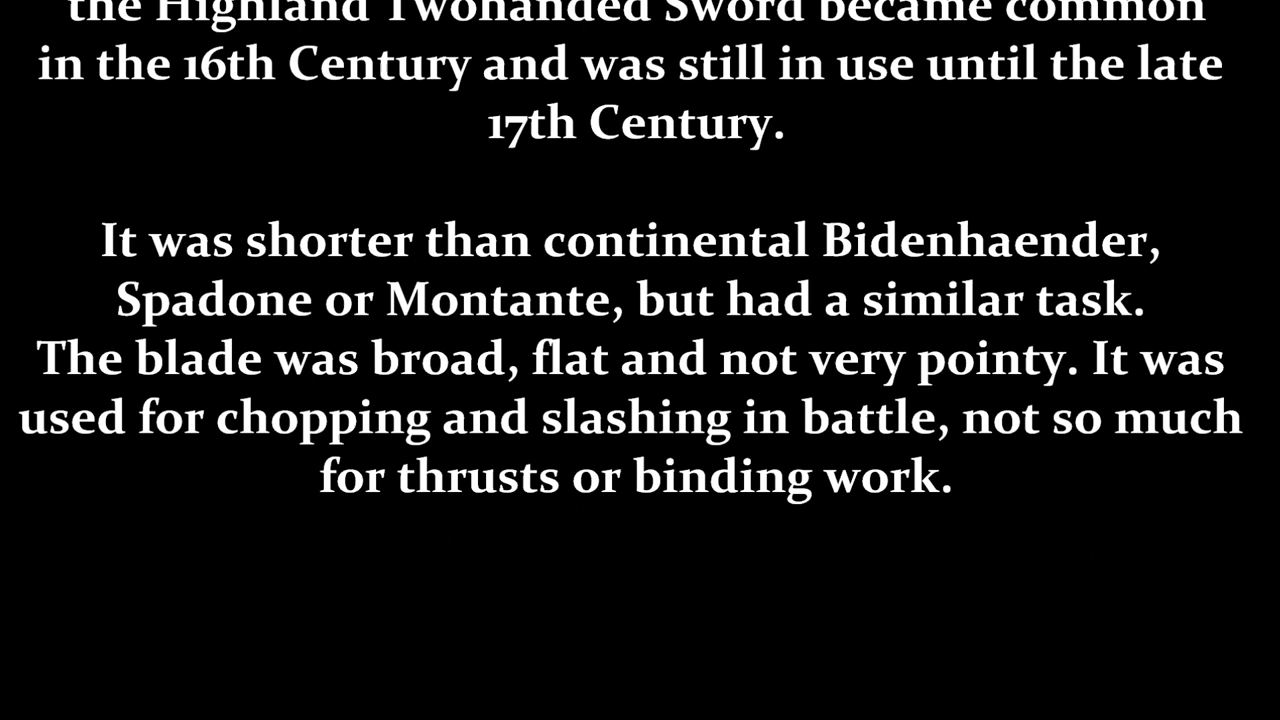 the Highland Twohanded Sword became common
in the 16th Century and was still in use until the late
17th Century.
It was shorter than continental Bidenhaender,
Spadone or Montante, but had a similar task.
The blade was broad, flat and not very pointy. It was
used for chopping and slashing in battle, not so much
for thrusts or binding work.